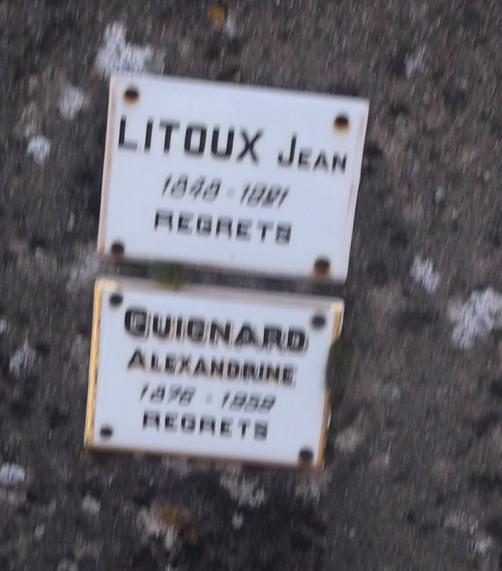 LITOUX JEAN
REGRETS
GUIGNARD
ALEXANDRINE
REGRETS